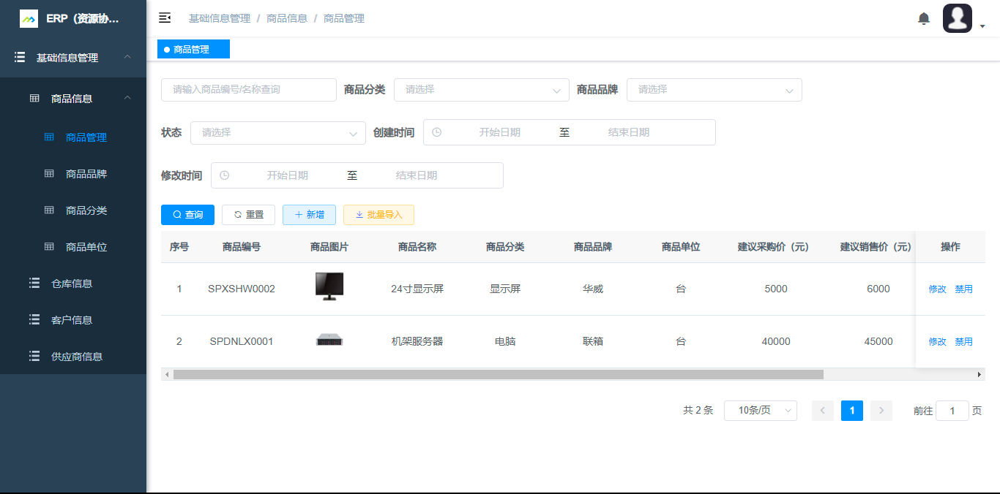 ERP（资源协...
基础信息管理
商品信息
商品管理
商品品牌
商品分类
商品单位
仓库信息
客户信息
供应商信息
基础信息管理 / 商品信息 / 商品管理
商品管理
请输入商品编号/名称查询 商品分类 请选择 商品品牌 请选择
状态 请选择 创建时间 开始日期 至 结束日期
修改时间 开始日期 至 结束日期
查询 重置 新增 批量导入
序号 商品编号 商品图片 商品名称 商品分类 商品品牌 商品单位 建议采购价（元） 建议销售价（元） 操作
1 SPXSHW0002 24寸显示屏 显示屏 华威 台 5000 6000 修改 禁用
2 SPDNLX0001 机架服务器 电脑 联箱 台 40000 45000 修改 禁用
共 2 条 10条/页 1 前往 1 页